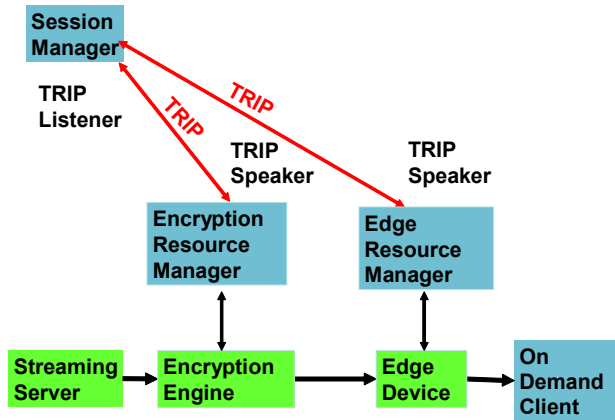 Session
Manager
TRIP
Listener
TRIP
TRIP
TRIP
Speaker
TRIP
Speaker
Encryption
Resource
Manager
Edge
Resource
Manager
Streaming
Server
Encryption
Engine
Edge
Device
On
Demand
Client